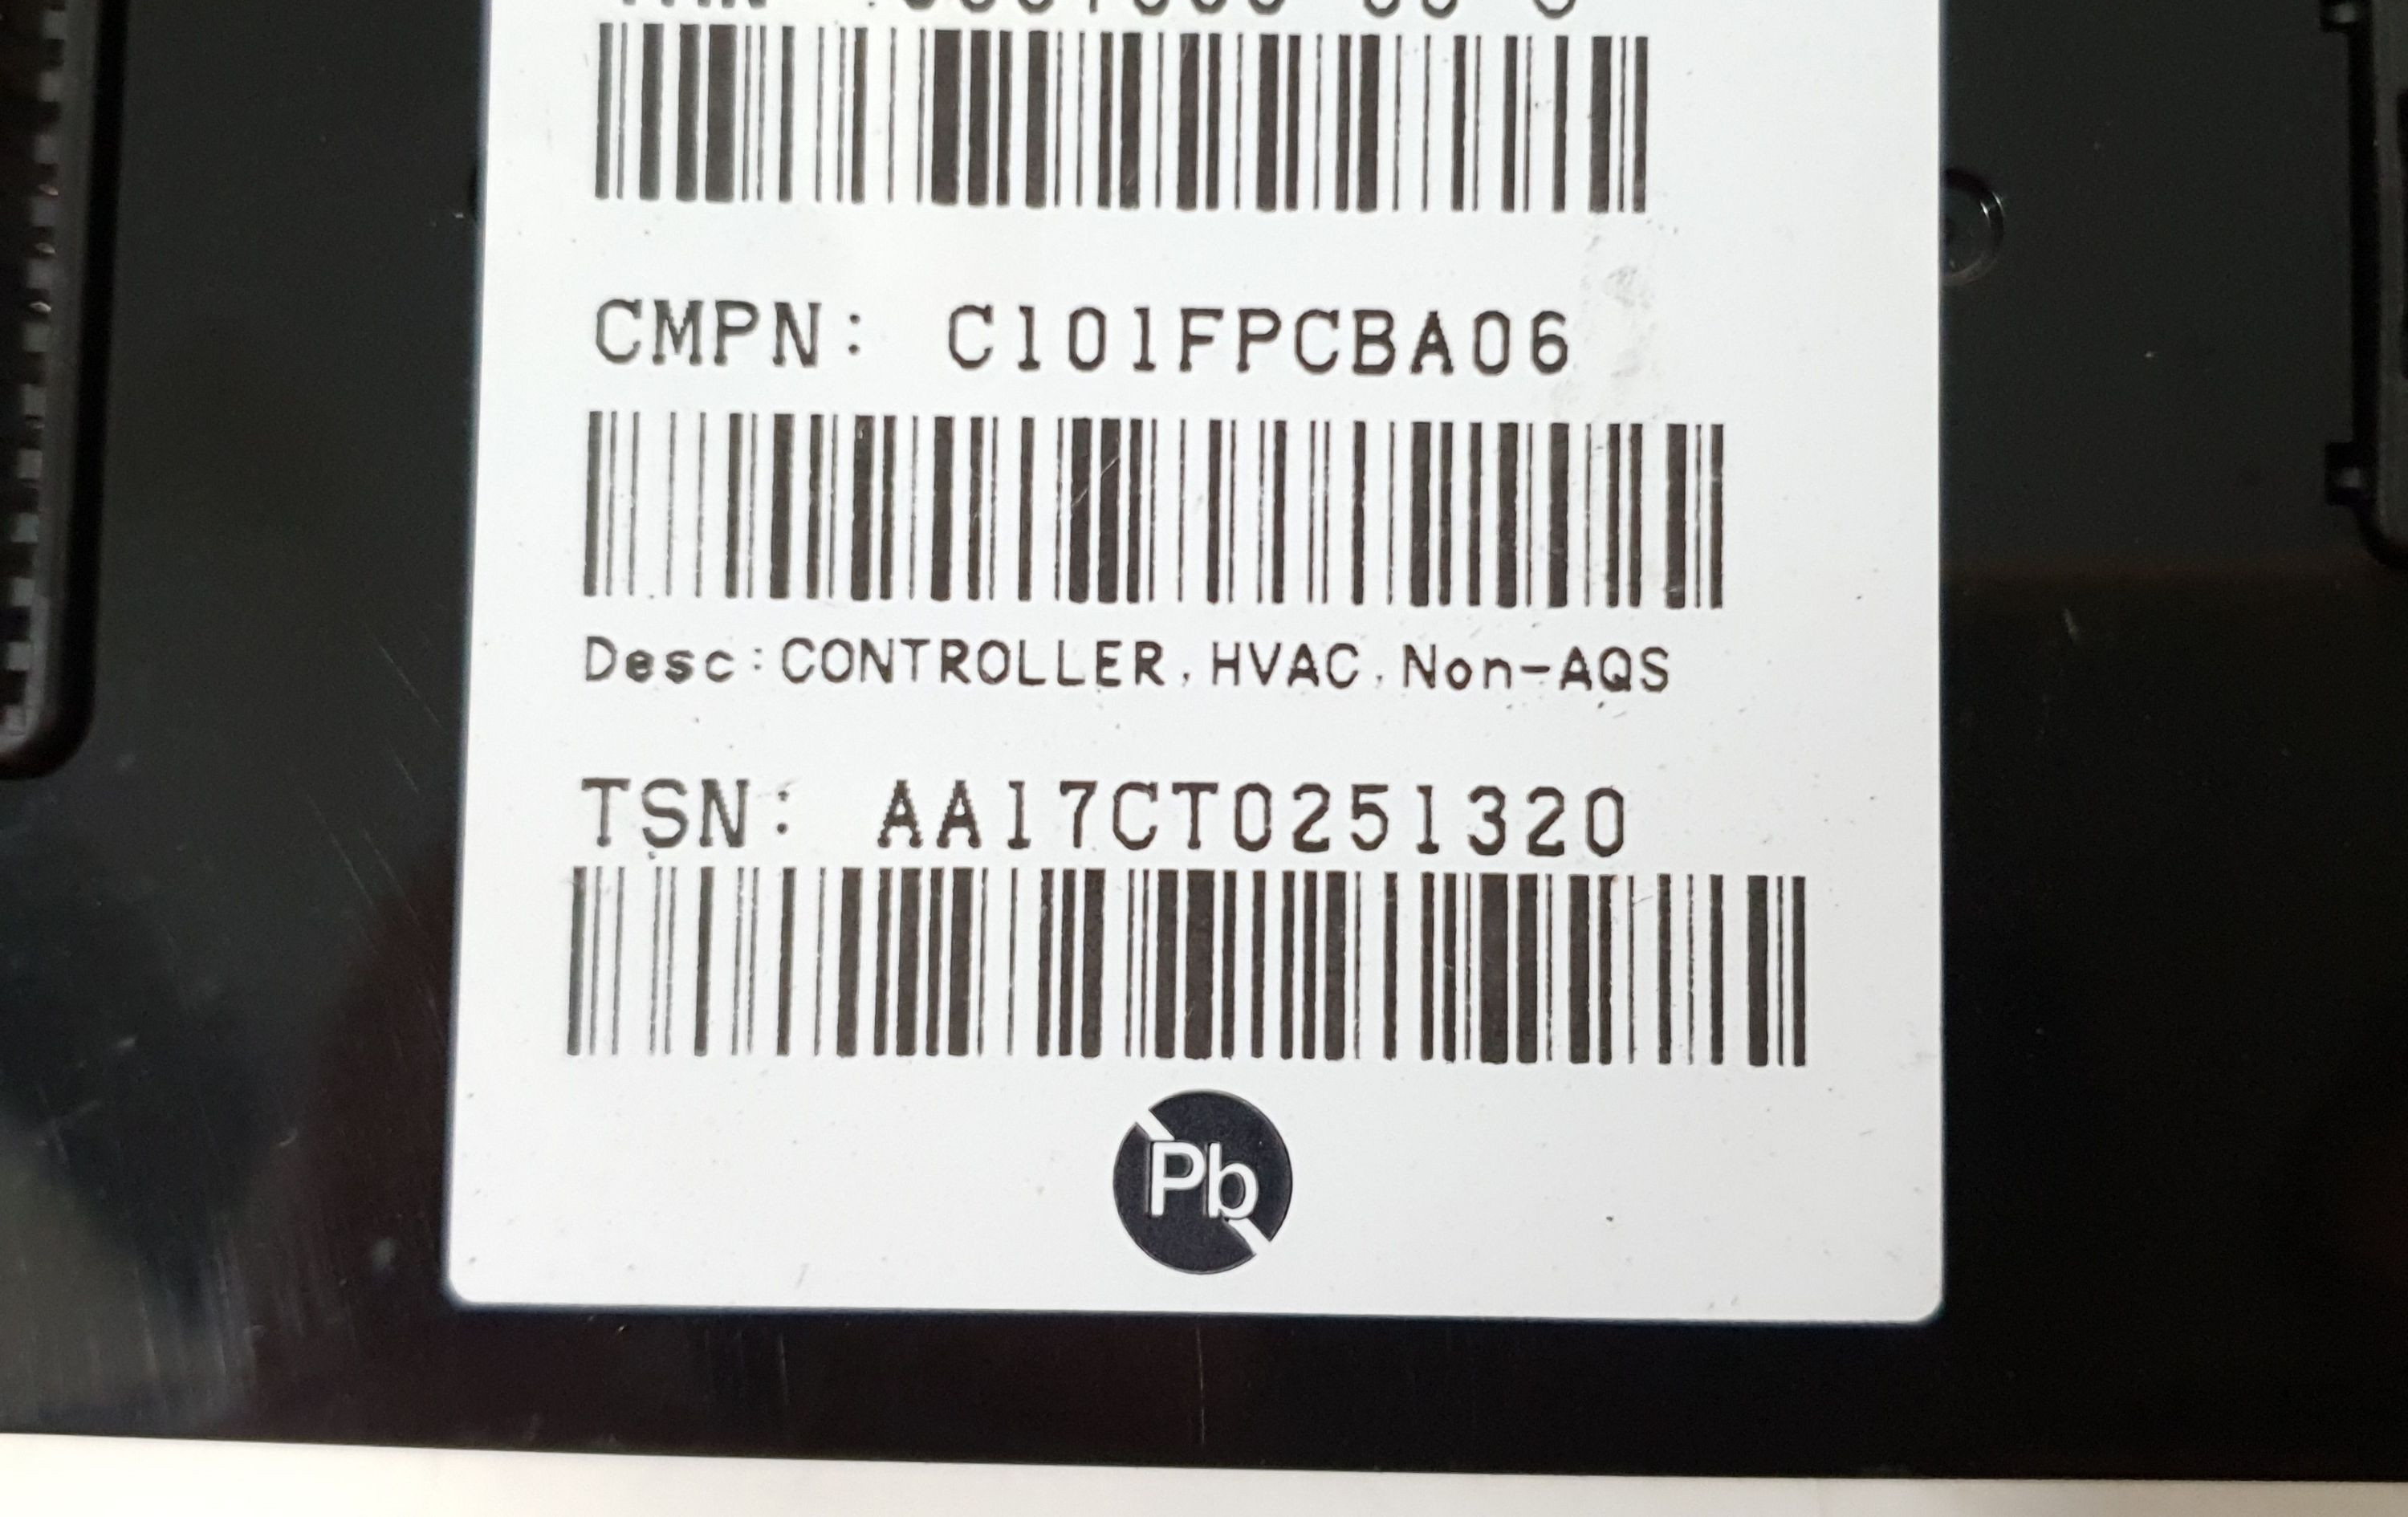 CMPN: C101FPCBA06
Desc:CONTROLLER,HVAC,Non-AQS
TSN: AA17CT0251320
Pb